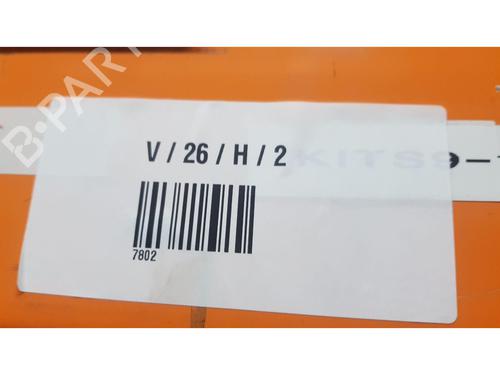 B-PART
V / 26 / H / 2
KITS9-
7802